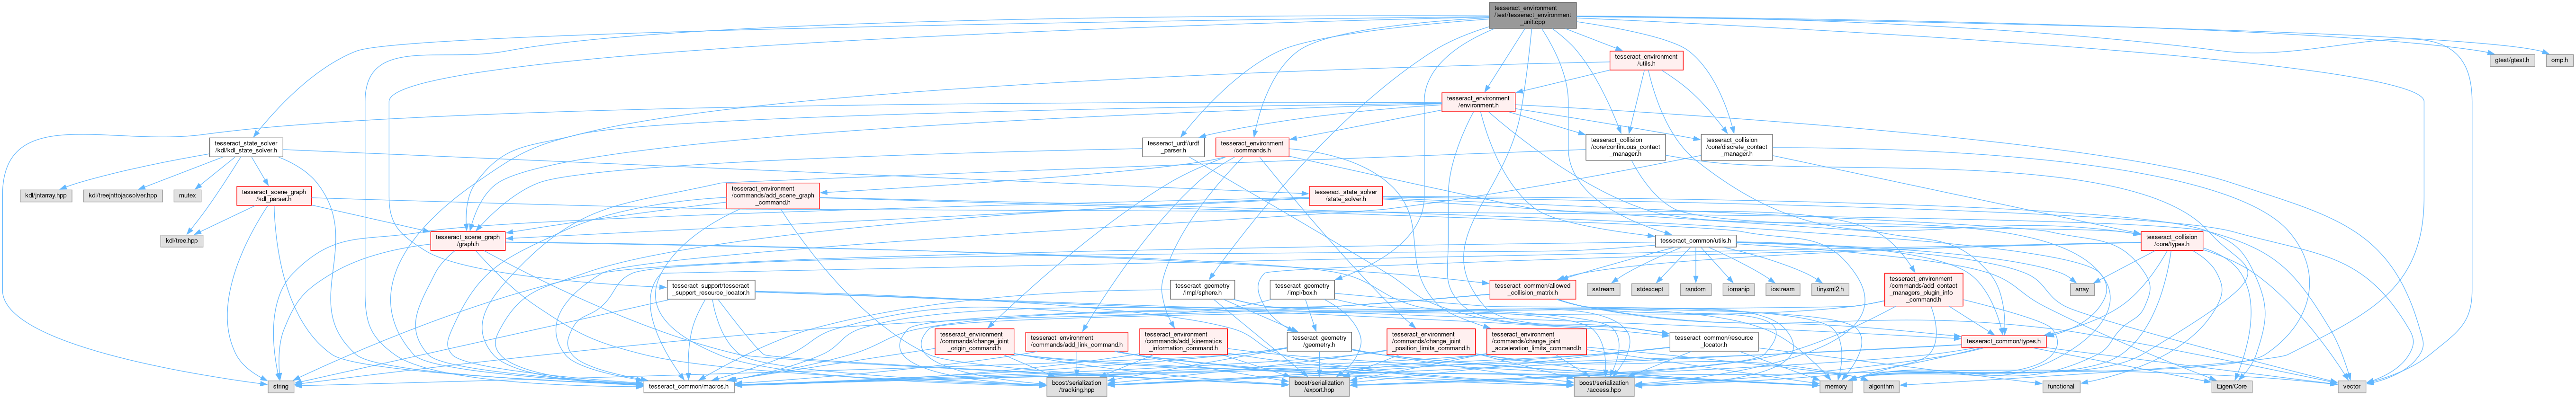 tesseract_environment
/test/tesseract_environment
_unit.cpp
tesseract_environment
/utils.h
gtest/gtest.h
omp.h
tesseract_environment
/environment.h
tesseract_state_solver
/kdl/kdl_state_solver.h
tesseract_urdf/urdf
_parser.h
tesseract_environment
/commands.h
tesseract_collision
/core/continuous_contact
_manager.h
tesseract_collision
/core/discrete_contact
_manager.h
kdl/jntarray.hpp
kdl/treejnttojacsolver.hpp
mutex
tesseract_scene_graph
/kdl_parser.h
tesseract_environment
/commands/add_scene_graph
_command.h
tesseract_state_solver
/state_solver.h
kdl/tree.hpp
tesseract_scene_graph
/graph.h
tesseract_common/utils.h
tesseract_collision
/core/types.h
tesseract_support/tesseract
_support_resource_locator.h
tesseract_geometry
/impl/sphere.h
tesseract_geometry
/impl/box.h
tesseract_common/allowed
_collision_matrix.h
sstream
stdexcept
random
iomanip
iostream
tinyxml2.h
tesseract_environment
/commands/add_contact
_managers_plugin_info
_command.h
array
tesseract_environment
/commands/change_joint
_origin_command.h
tesseract_environment
/commands/add_link_command.h
tesseract_environment
/commands/add_kinematics
_information_command.h
tesseract_geometry
/geometry.h
tesseract_environment
/commands/change_joint
_position_limits_command.h
tesseract_environment
/commands/change_joint
_acceleration_limits_command.h
tesseract_common/resource
_locator.h
tesseract_common/types.h
string
tesseract_common/macros.h
boost/serialization
/tracking.hpp
boost/serialization
/export.hpp
boost/serialization
/access.hpp
memory
algorithm
functional
Eigen/Core
vector